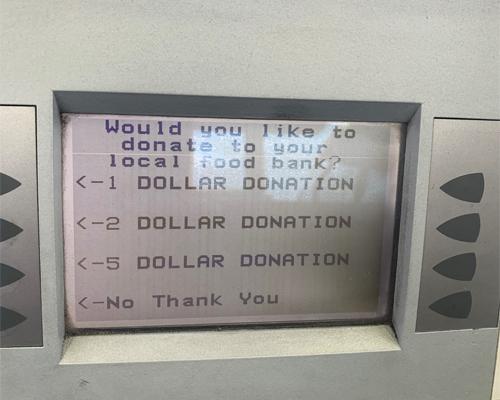 Would you like to
donate to your
local food bank?
<-1 DOLLAR DONATION
<-2 DOLLAR DONATION
<-5 DOLLAR DONATION
<-No Thank You